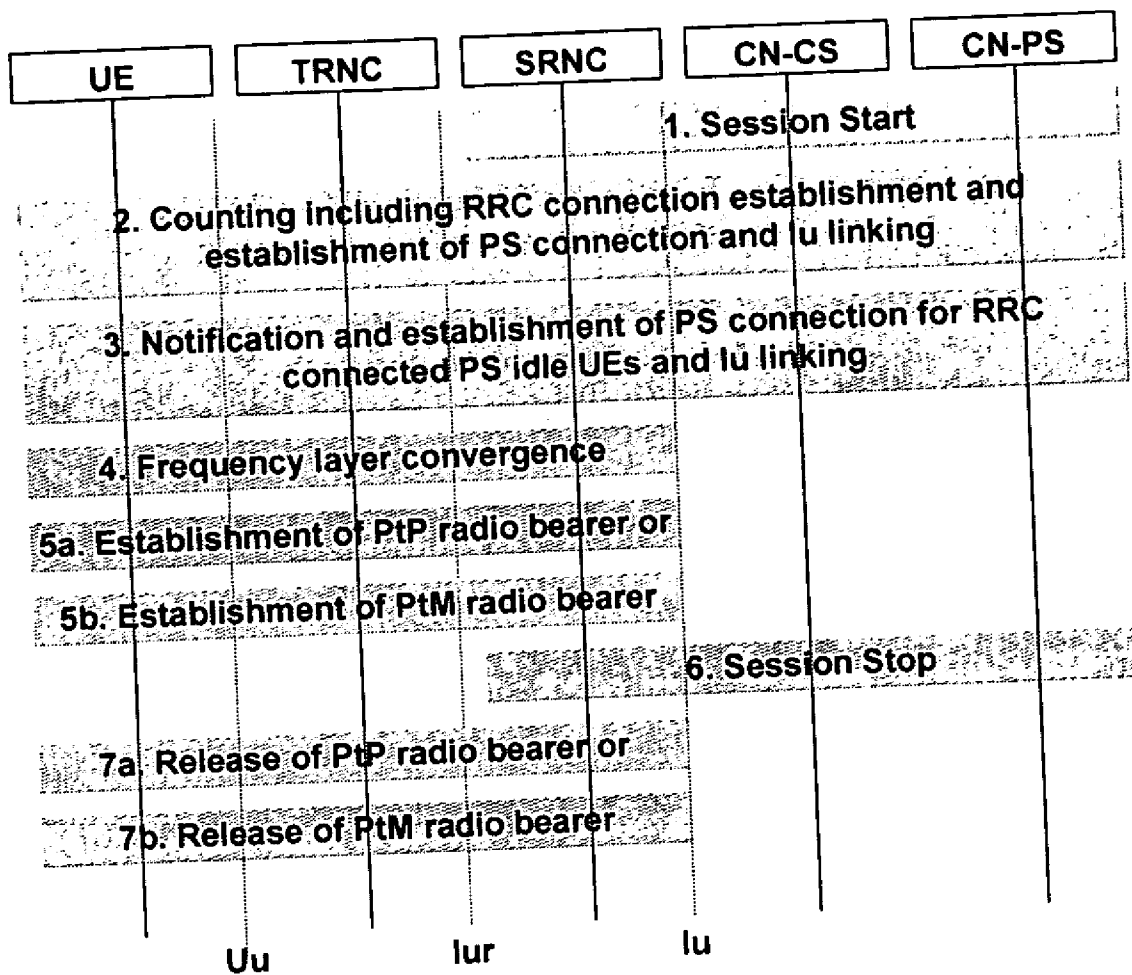 UE
TRNC
SRNC
CN-CS
CN-PS
1. Session Start
2. Counting including RRC connection establishment and
establishment of PS connection and Iu linking
3. Notification and establishment of PS connection for RRC
connected PS idle UEs and Iu linking
4. Frequency layer convergence
5a. Establishment of PtP radio bearer or
5b. Establishment of PtM radio bearer
6. Session Stop
7a. Release of PtP radio bearer or
7b. Release of PtM radio bearer
Uu
Iur
Iu